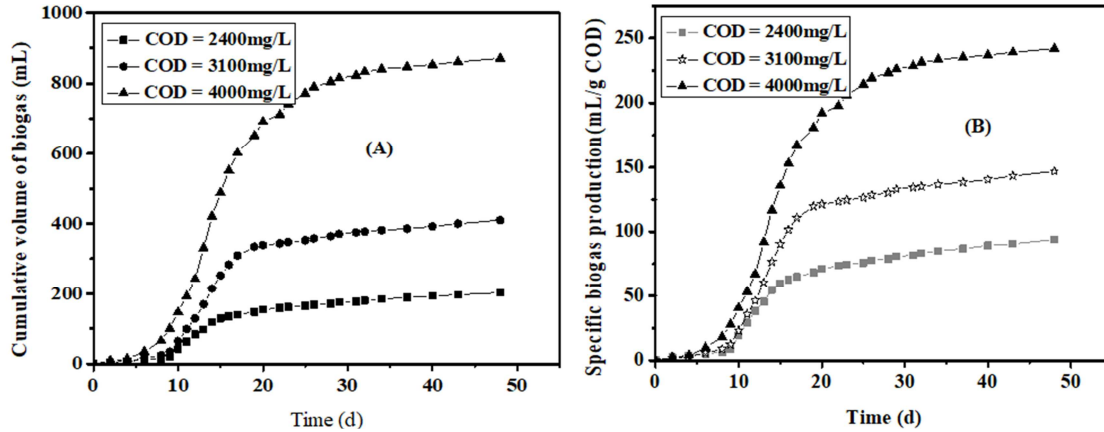 Cumulative volume of biogas (mL)
1000
800
600
400
200
0
COD = 2400mg/L
COD = 3100mg/L
COD = 4000mg/L
(A)
0 10 20 30 40 50
Time (d)
Specific biogas production(mL/g COD)
250
200
150
100
50
0
COD = 2400mg/L
COD = 3100mg/L
COD = 4000mg/L
(B)
0 10 20 30 40 50
Time (d)